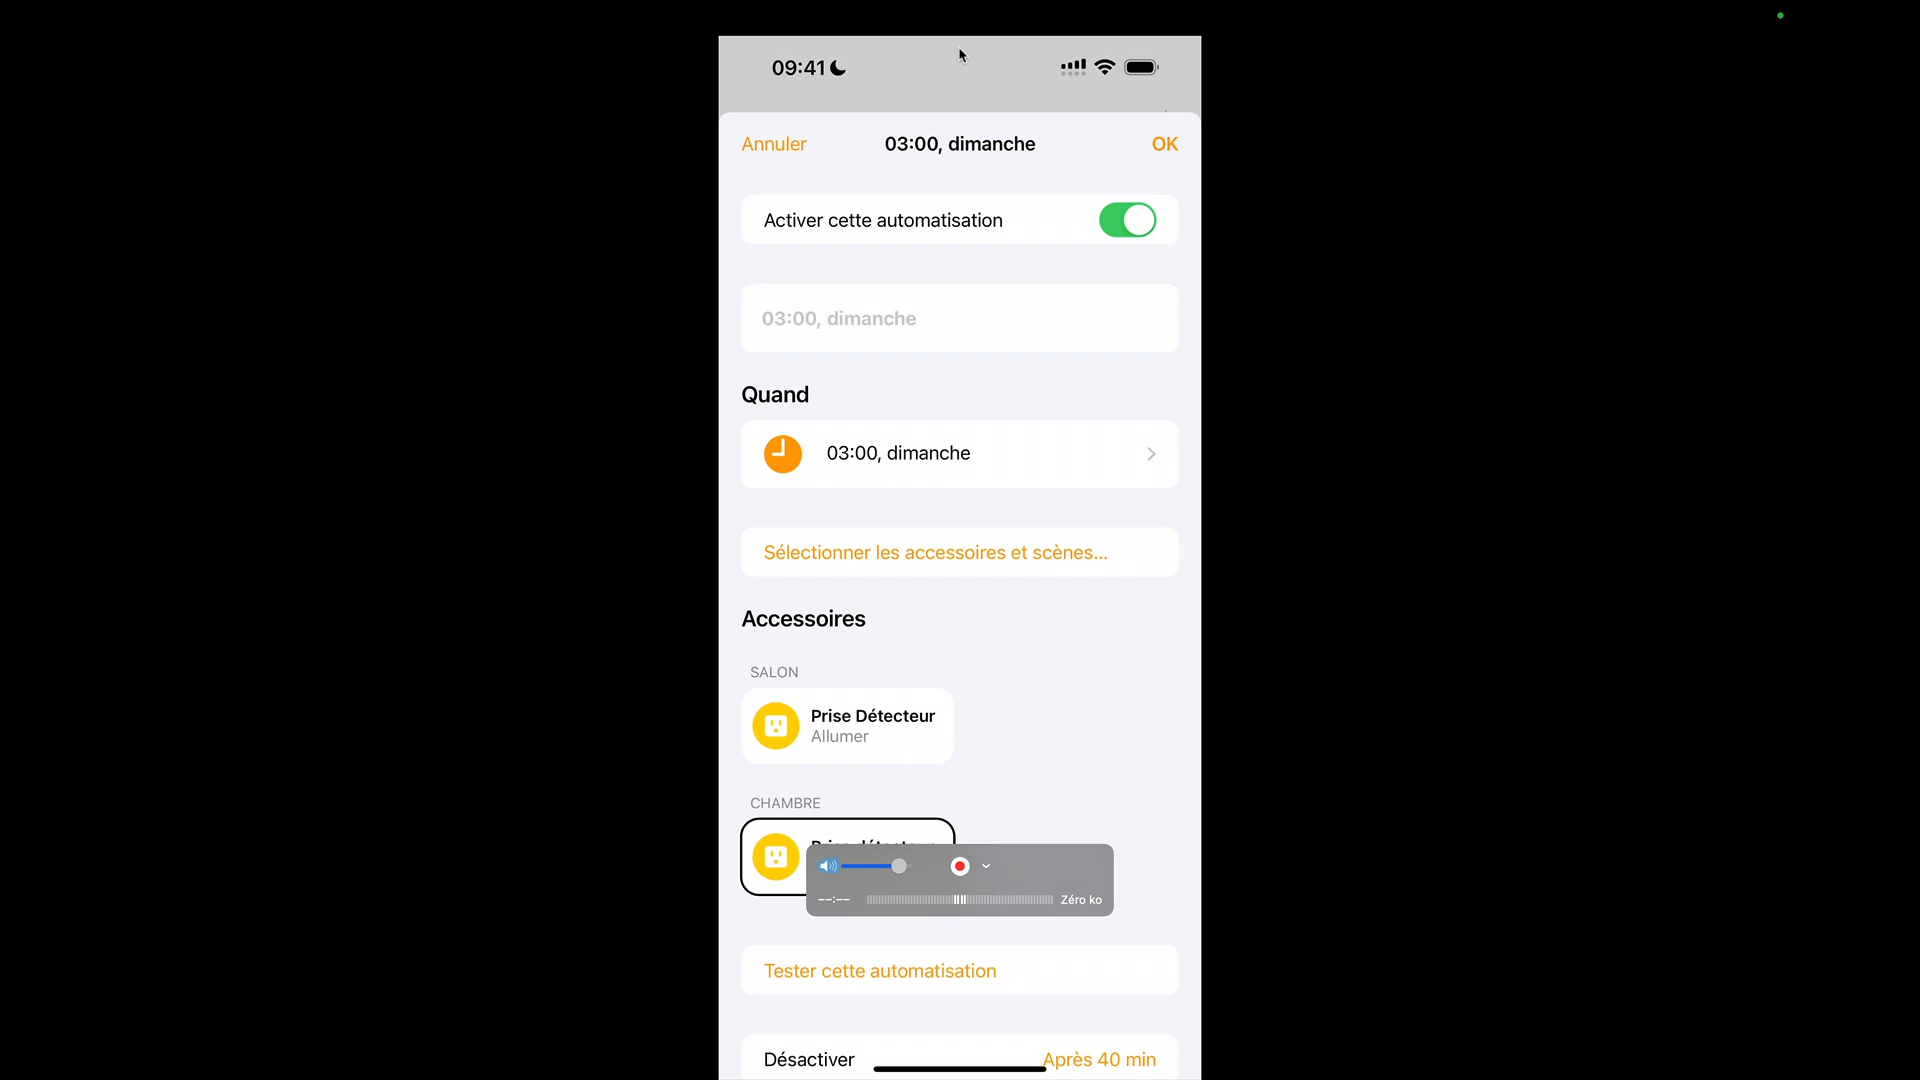 09:41
Annuler
03:00, dimanche
OK
Activer cette automatisation
03:00, dimanche
Quand
03:00, dimanche
Sélectionner les accessoires et scènes...
Accessoires
SALON
Prise Détecteur
Allumer
CHAMBRE
--:--
Zéro ko
Tester cette automatisation
Désactiver
Après 40 min